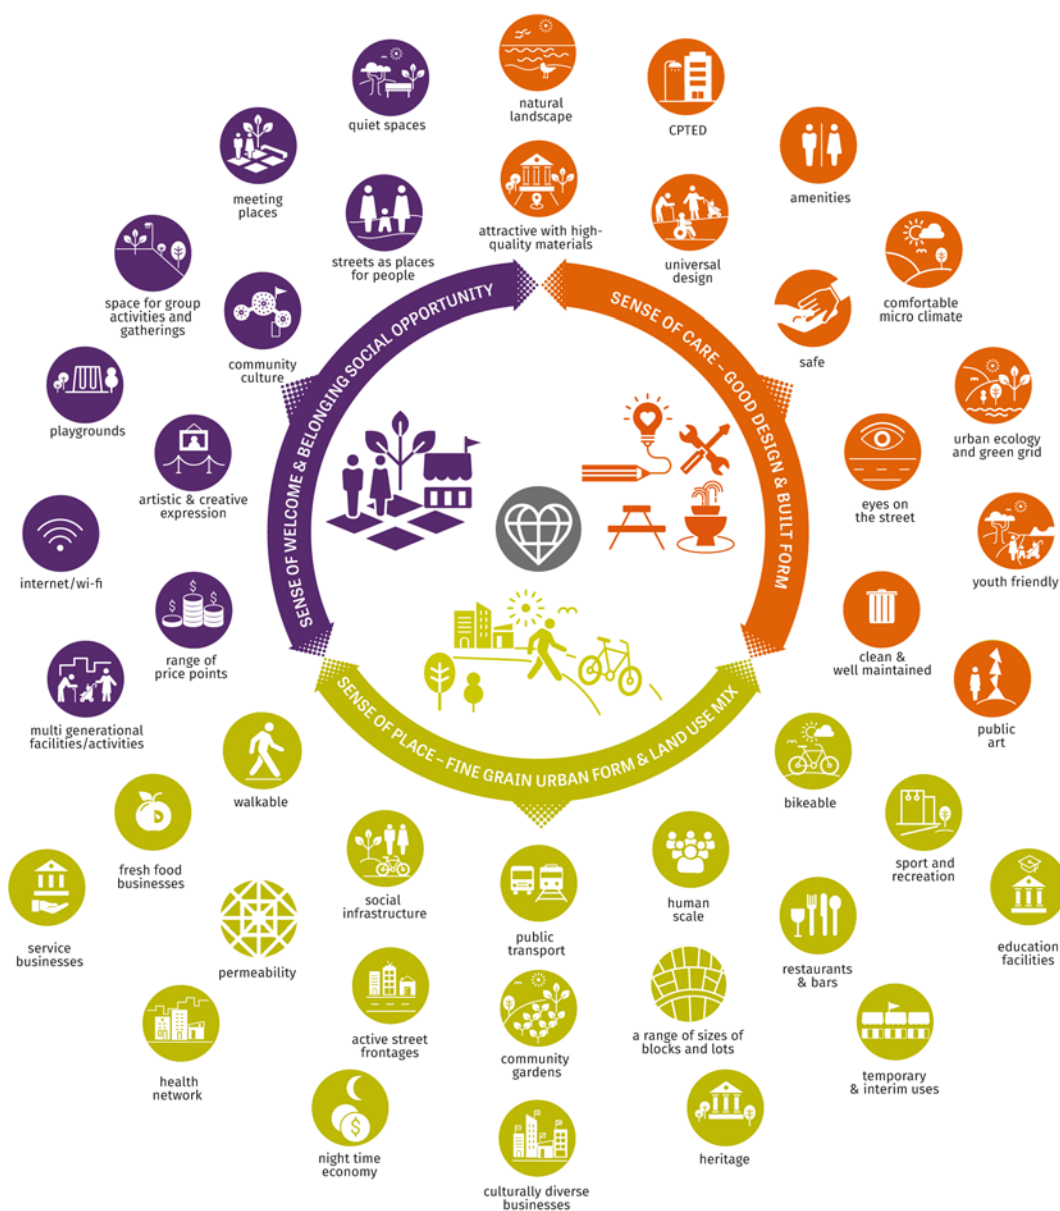 natural
landscape
quiet spaces
CPTED
meeting
places
amenities
streets as places
for people
attractive with high-
quality materials
universal
design
space for group
activities and
gatherings
comfortable
micro climate
community
culture
safe
playgrounds
urban ecology
and green grid
artistic & creative
expression
eyes on
the street
internet/wi-fi
youth friendly
range of
price points
clean &
well maintained
multi generational
facilities/activities
public
art
SENSE OF WELCOME & BELONGING SOCIAL OPPORTUNITY
SENSE OF CARE – GOOD DESIGN & BUILT FORM
SENSE OF PLACE – FINE GRAIN URBAN FORM & LAND USE MIX
walkable
bikeable
fresh food
businesses
sport and
recreation
social
infrastructure
human
scale
service
businesses
permeability
public
transport
restaurants
& bars
education
facilities
active street
frontages
a range of sizes of
blocks and lots
community
gardens
health
network
temporary
& interim uses
night time
economy
heritage
culturally diverse
businesses
$
$
$
$